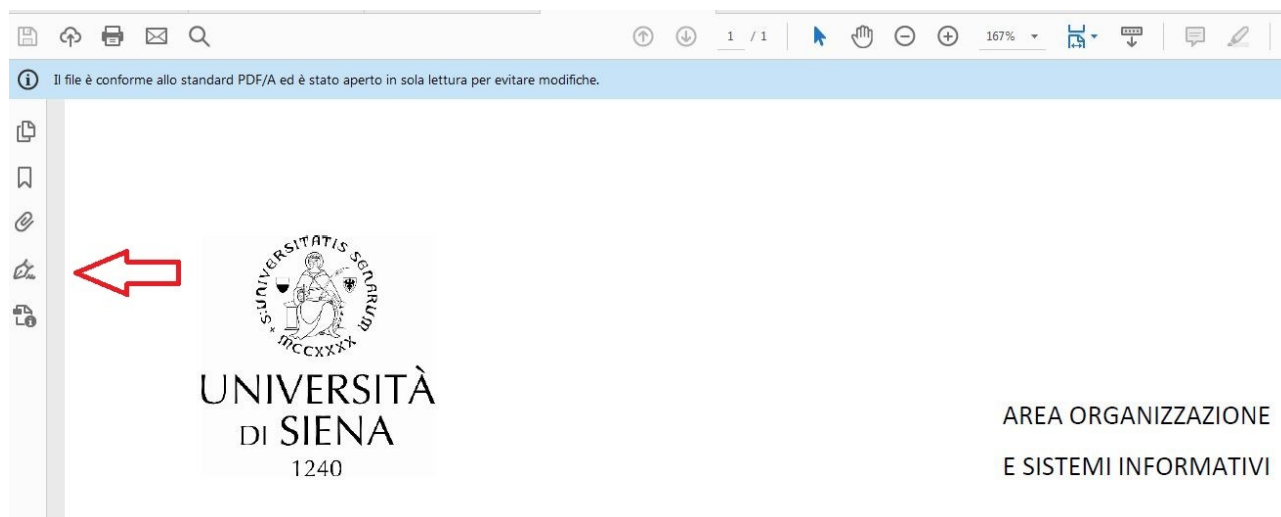 1 / 1
167%
Il file è conforme allo standard PDF/A ed è stato aperto in sola lettura per evitare modifiche.
S:UNIVERSITATIS SENARUM:
MCCXXXX
UNIVERSITÀ
DI SIENA
1240
AREA ORGANIZZAZIONE
E SISTEMI INFORMATIVI